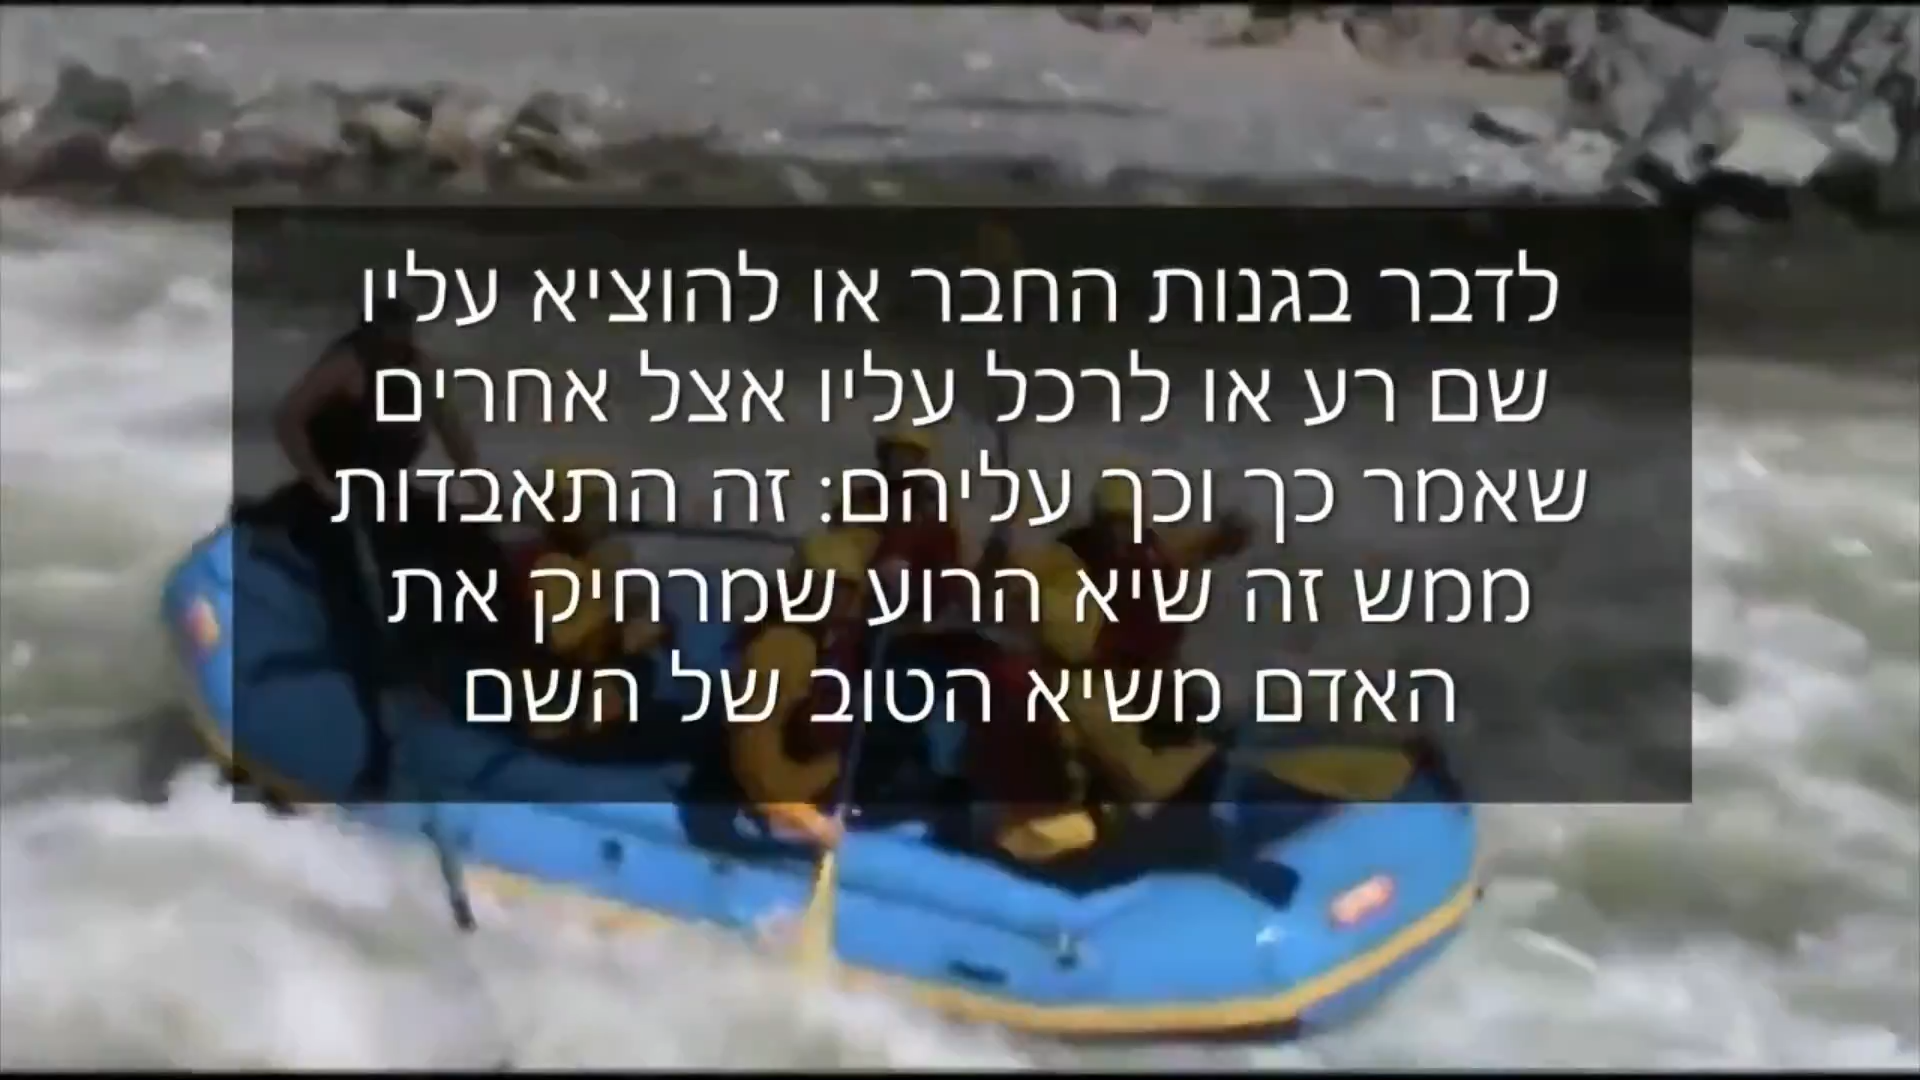 לדבר בגנות החבר או להוציא עליו
שם רע או לרכל עליו אצל אחרים
שאמר כך וכך עליהם: זה התאבדות
ממש זה שיא הרוע שמרחיק את
האדם משיא הטוב של השם